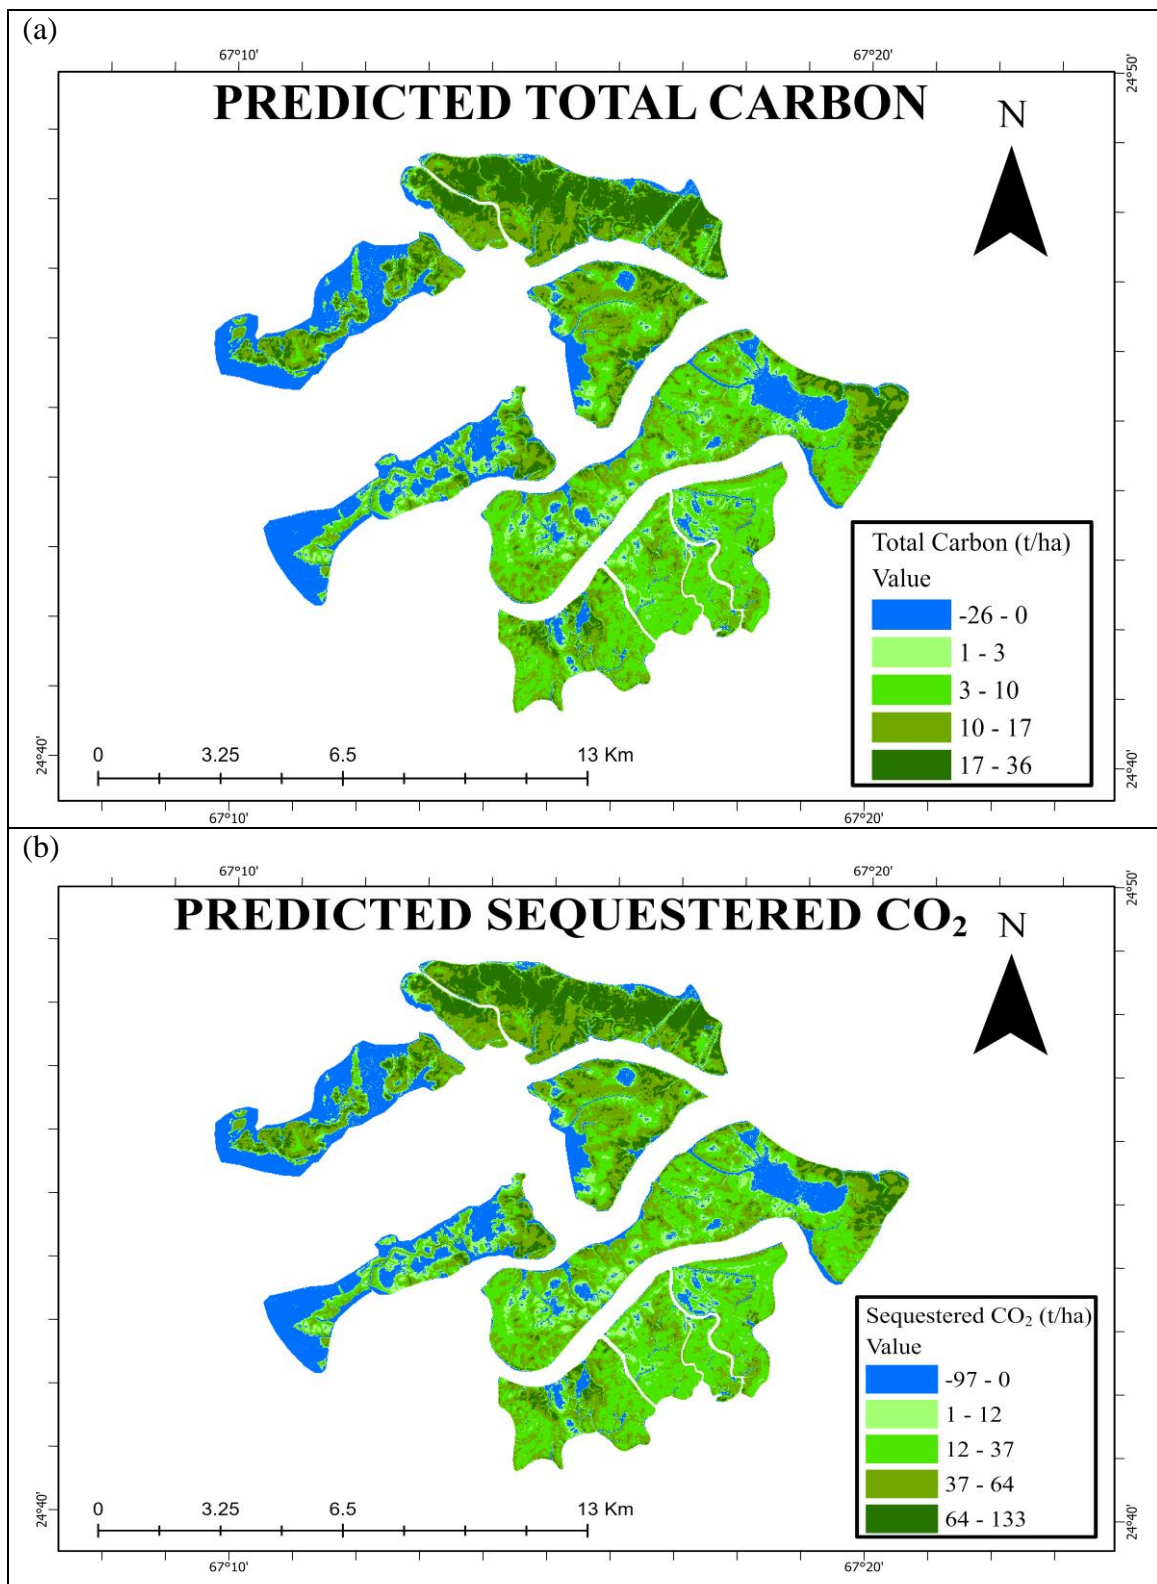 (a)
67°10'
67°20'
24°50'
PREDICTED TOTAL CARBON
N
Total Carbon (t/ha)
Value
-26 - 0
1 - 3
3 - 10
10 - 17
17 - 36
0
3.25
6.5
13 Km
24°40'
24°40'
67°10'
67°20'
(b)
67°10'
67°20'
24°50'
PREDICTED SEQUESTERED CO₂
N
Sequestered CO₂ (t/ha)
Value
-97 - 0
1 - 12
12 - 37
37 - 64
64 - 133
0
3.25
6.5
13 Km
24°40'
24°40'
67°10'
67°20'